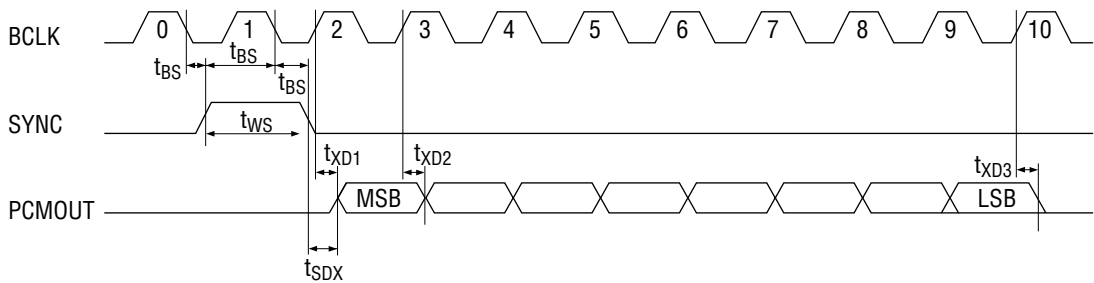 BCLK 0 1 2 3 4 5 6 7 8 9 10
tBS tBS tBS
SYNC tWS
tXD1 tXD2 tXD3
PCMOUT MSB LSB
tSDX